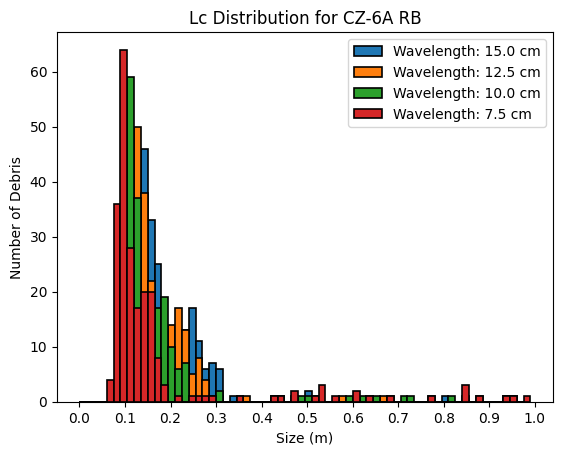 Lc Distribution for CZ-6A RB
Wavelength: 15.0 cm
Wavelength: 12.5 cm
Wavelength: 10.0 cm
Wavelength: 7.5 cm
Number of Debris
60
50
40
30
20
10
0
0.0 0.1 0.2 0.3 0.4 0.5 0.6 0.7 0.8 0.9 1.0
Size (m)